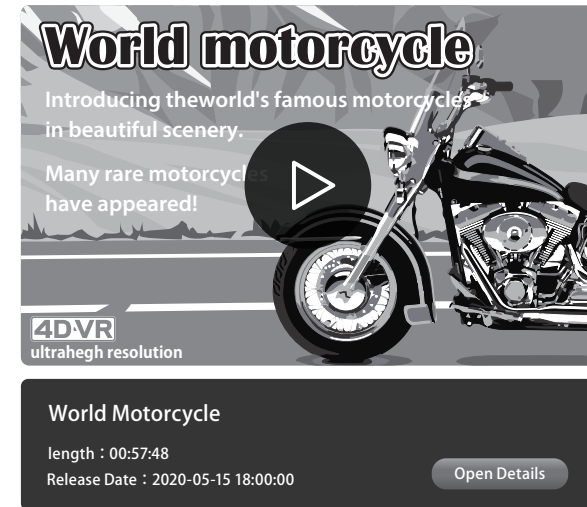 World motorcycle
Introducing theworld's famous motorcycles
in beautiful scenery.
Many rare motorcycles
have appeared!
4D·VR
ultrahegh resolution
World Motorcycle
length：00:57:48
Release Date：2020-05-15 18:00:00
Open Details